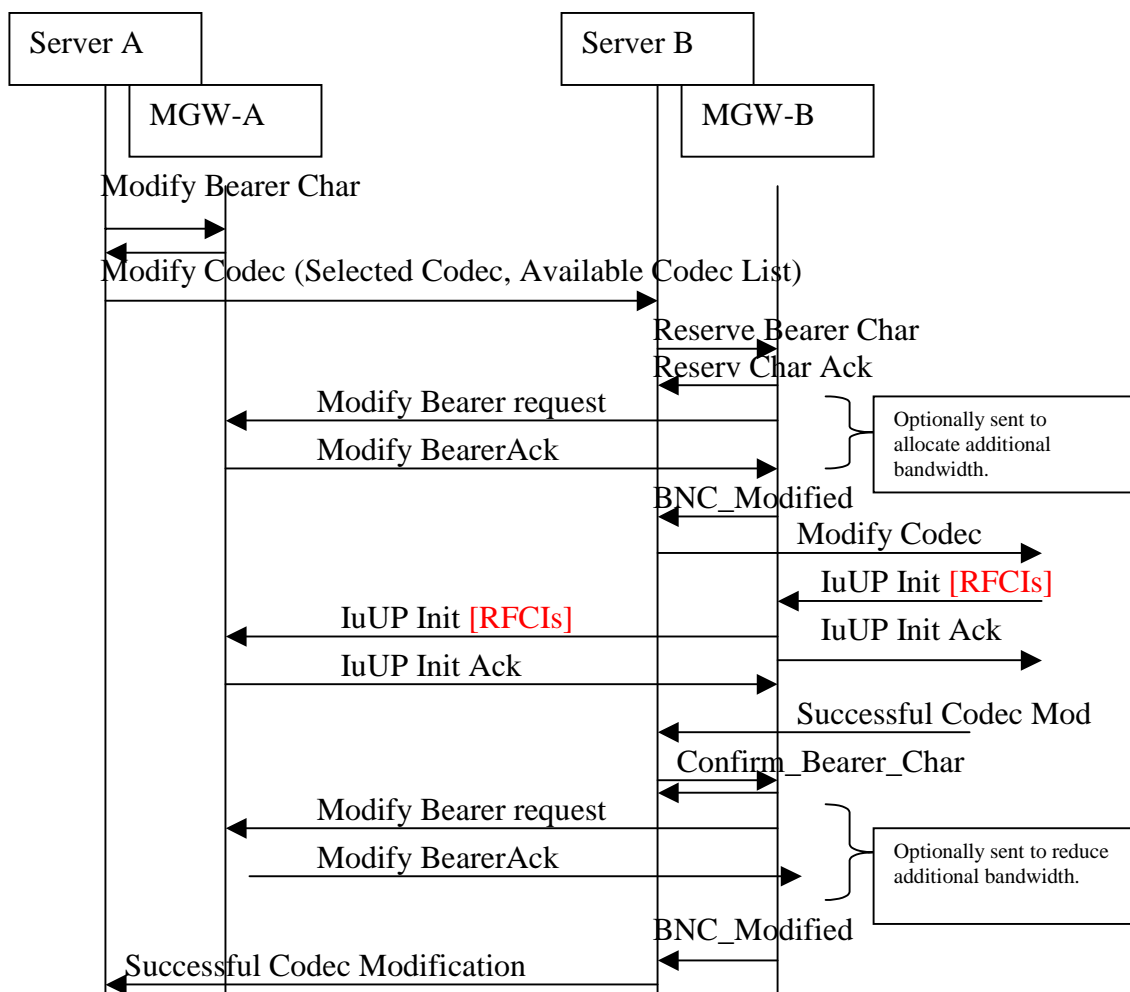 Server A
Server B
MGW-A
MGW-B
Modify Bearer Char
Modify Codec (Selected Codec, Available Codec List)
Reserve Bearer Char
Reserv Char Ack
Modify Bearer request
Optionally sent to
allocate additional
bandwidth.
Modify BearerAck
BNC_Modified
Modify Codec
IuUP Init [RFCIs]
IuUP Init [RFCIs]
IuUP Init Ack
IuUP Init Ack
Successful Codec Mod
Confirm_Bearer_Char
Modify Bearer request
Modify BearerAck
Optionally sent to reduce
additional bandwidth.
BNC_Modified
Successful Codec Modification